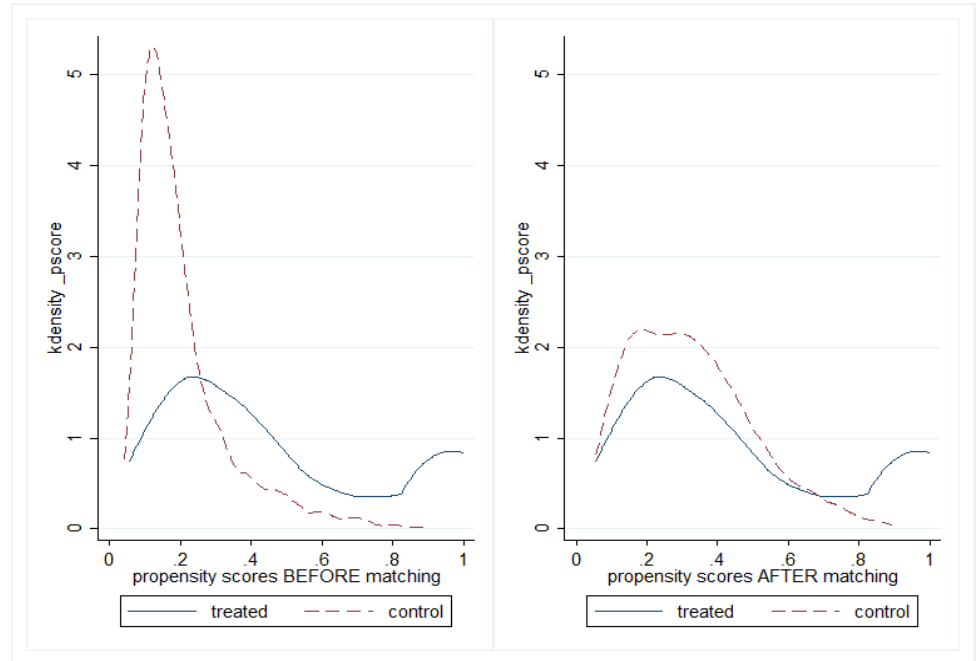 kdensity _pscore
5
4
3
2
1
0
0 .2 .4 .6 .8 1
propensity scores BEFORE matching
treated control
kdensity _pscore
5
4
3
2
1
0
0 .2 .4 .6 .8 1
propensity scores AFTER matching
treated control